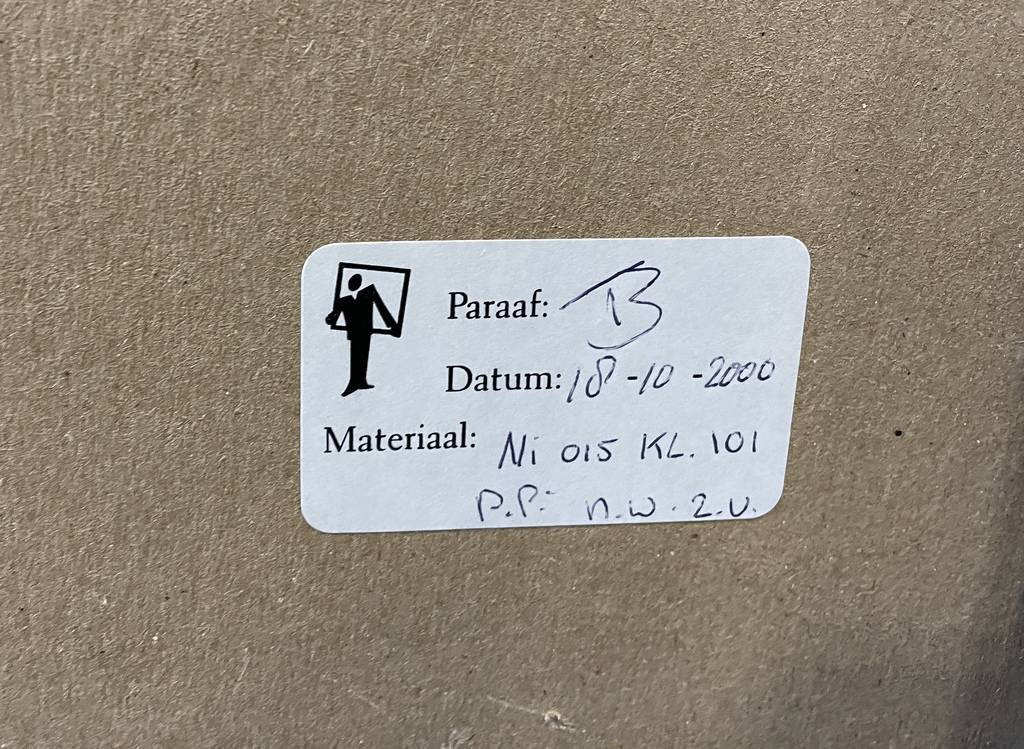 Paraaf: B
Datum: 18-10-2000
Materiaal: Ni 015 KL. 101
P.P: n.w. 2.U.